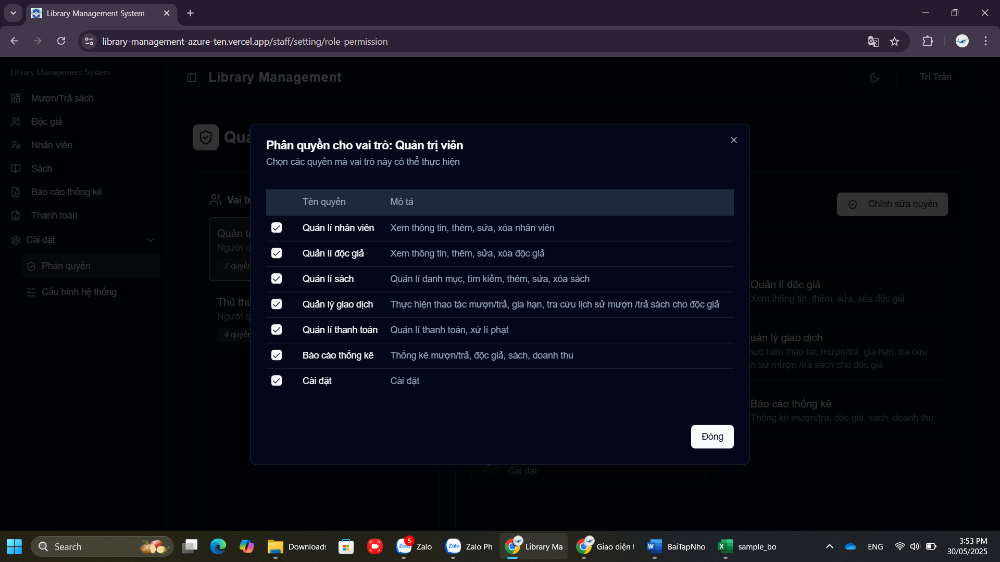 Library Management System
library-management-azure-ten.vercel.app/staff/setting/role-permission
Library Management System
Library Management
Trí Trần
Mượn/Trả sách
Độc giả
Nhân viên
Sách
Báo cáo thống kê
Thanh toán
Cài đặt
Phân quyền
Cấu hình hệ thống
Quả
Vai tr
Quản tr
Người c
7 quyền
Thủ thư
Người q
4 quyền
Chỉnh sửa quyền
Phân quyền cho vai trò: Quản trị viên
Chọn các quyền mà vai trò này có thể thực hiện
Tên quyền Mô tả
Quản lí nhân viên Xem thông tin, thêm, sửa, xóa nhân viên
Quản lí độc giả Xem thông tin, thêm, sửa, xóa độc giả
Quản lí sách Quản lí danh mục, tìm kiếm, thêm, sửa, xóa sách
Quản lý giao dịch Thực hiện thao tác mượn/trả, gia hạn, tra cứu lịch sử mượn /trả sách cho độc giả
Quản lí thanh toán Quản lí thanh toán, xử lí phạt
Báo cáo thống kê Thống kê mượn/trả, độc giả, sách, doanh thu
Cài đặt Cài đặt
Đóng
Quản lí độc giả
Xem thông tin, thêm, sửa, xóa độc giả
uản lý giao dịch
hực hiện thao tác mượn/trả, gia hạn, tra cứu
h sử mượn /trả sách cho độc giả
Báo cáo thống kê
Thống kê mượn/trả, độc giả, sách, doanh thu
Cài đặt
Search
Downloads
5
Zalo
Zalo Ph
Library Ma
Giao diện t
BaiTapNho
sample_bo
ENG
3:53 PM
30/05/2025